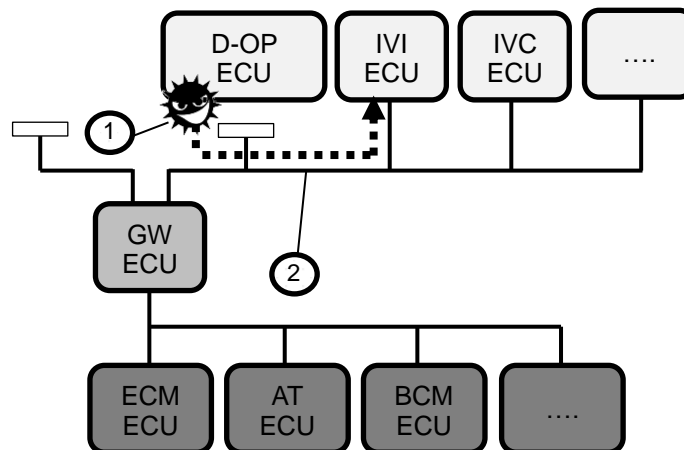 D-OP
ECU
IVI
ECU
IVC
ECU
....
1
GW
ECU
2
ECM
ECU
AT
ECU
BCM
ECU
....